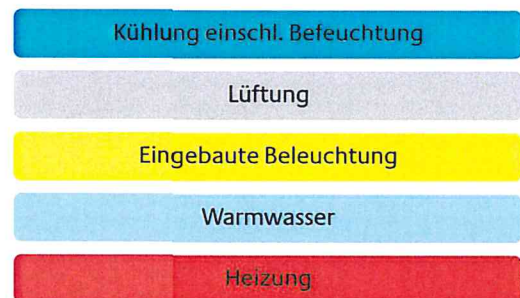 Kühlung einschl. Befeuchtung
Lüftung
Eingebaute Beleuchtung
Warmwasser
Heizung